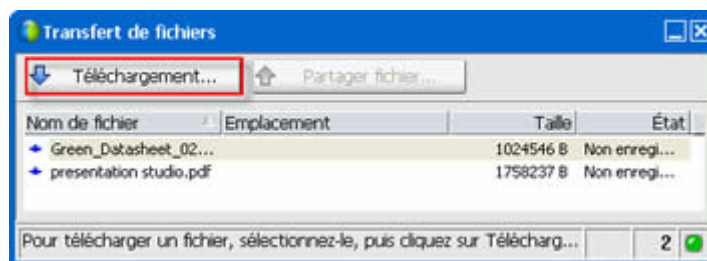 Transfert de fichiers
Téléchargement... Partager fichier...
Nom de fichier Emplacement Taille État
Green_Datasheet_02... 1024546 B Non enregi...
presentation studio.pdf 1758237 B Non enregi...
Pour télécharger un fichier, sélectionnez-le, puis cliquez sur Télécharg... 2